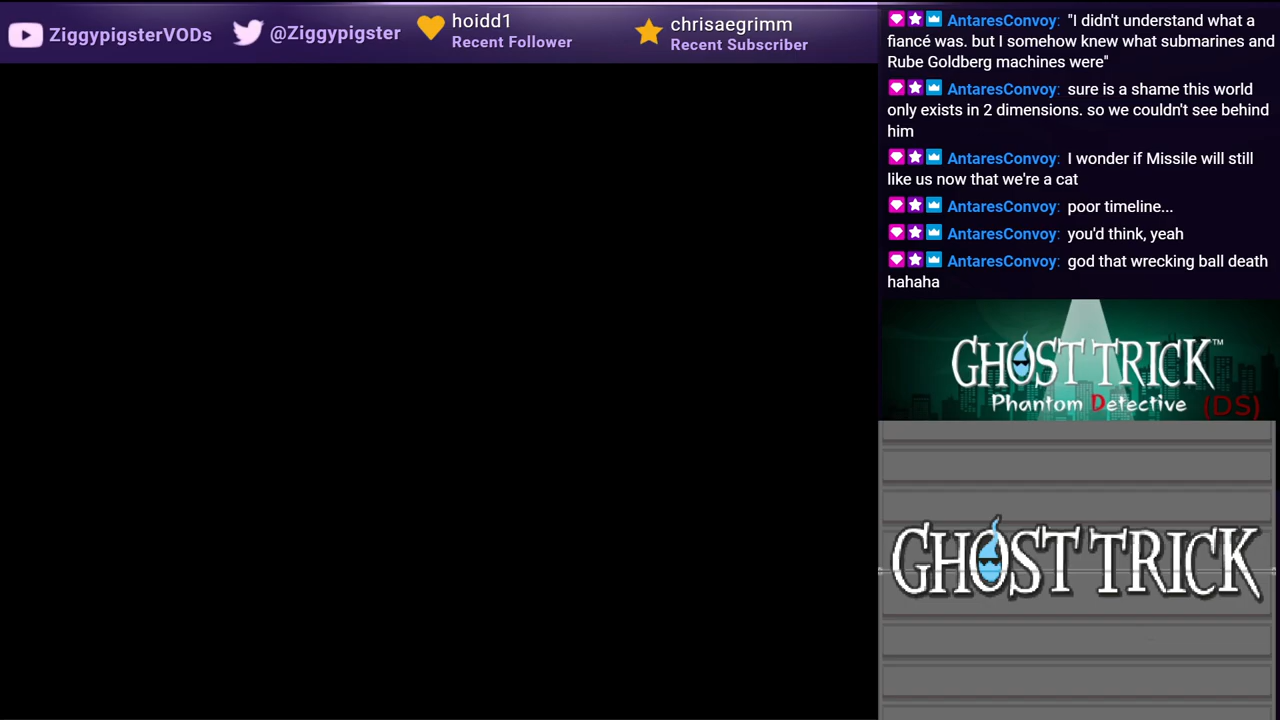 ZiggypigsterVODs
@Ziggypigster
hoidd1
Recent Follower
chrisaegrimm
Recent Subscriber
AntaresConvoy: "I didn't understand what a
fiancé was. but I somehow knew what submarines and
Rube Goldberg machines were"
AntaresConvoy: sure is a shame this world
only exists in 2 dimensions. so we couldn't see behind
him
AntaresConvoy: I wonder if Missile will still
like us now that we're a cat
AntaresConvoy: poor timeline...
AntaresConvoy: you'd think, yeah
AntaresConvoy: god that wrecking ball death
hahaha
GHOST TRICK™
Phantom Detective (DS)
GHOST TRICK